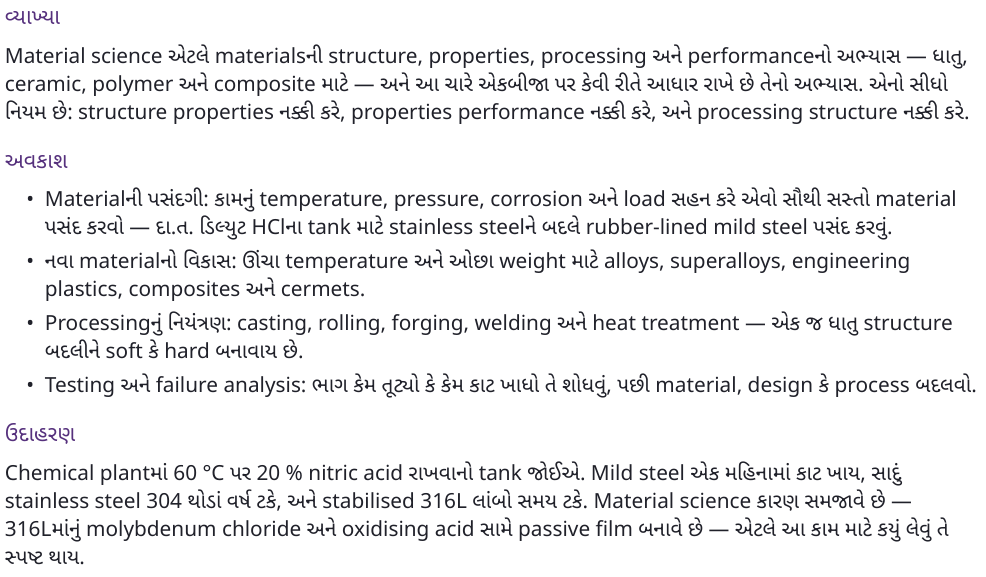 વ્યાખ્યા
Material science એટલે materialsની structure, properties, processing અને performanceનો અભ્યાસ — ધાતુ,
ceramic, polymer અને composite માટે — અને આ ચારે એકબીજા પર કેવી રીતે આધાર રાખે છે તેનો અભ્યાસ. એનો સીધો
નિયમ છે: structure properties નક્કી કરે, properties performance નક્કી કરે, અને processing structure નક્કી કરે.
અવકાશ
• Materialની પસંદગી: કામનું temperature, pressure, corrosion અને load સહન કરે એવો સૌથી સસ્તો material
પસંદ કરવો — દા.ત. ડિલ્યુટ HClના tank માટે stainless steelને બદલે rubber-lined mild steel પસંદ કરવું.
• નવા materialનો વિકાસ: ઊંચા temperature અને ઓછા weight માટે alloys, superalloys, engineering
plastics, composites અને cermets.
• Processingનું નિયંત્રણ: casting, rolling, forging, welding અને heat treatment — એક જ ધાતુ structure
બદલીને soft કે hard બનાવાય છે.
• Testing અને failure analysis: ભાગ કેમ તૂટ્યો કે કેમ કાટ ખાધો તે શોધવું, પછી material, design કે process બદલવો.
ઉદાહરણ
Chemical plantમાં 60 °C પર 20 % nitric acid રાખવાનો tank જોઈએ. Mild steel એક મહિનામાં કાટ ખાય, સાદું
stainless steel 304 થોડાં વર્ષ ટકે, અને stabilised 316L લાંબો સમય ટકે. Material science કારણ સમજાવે છે —
316Lમાંનું molybdenum chloride અને oxidising acid સામે passive film બનાવે છે — એટલે આ કામ માટે કયું લેવું તે
સ્પષ્ટ થાય.